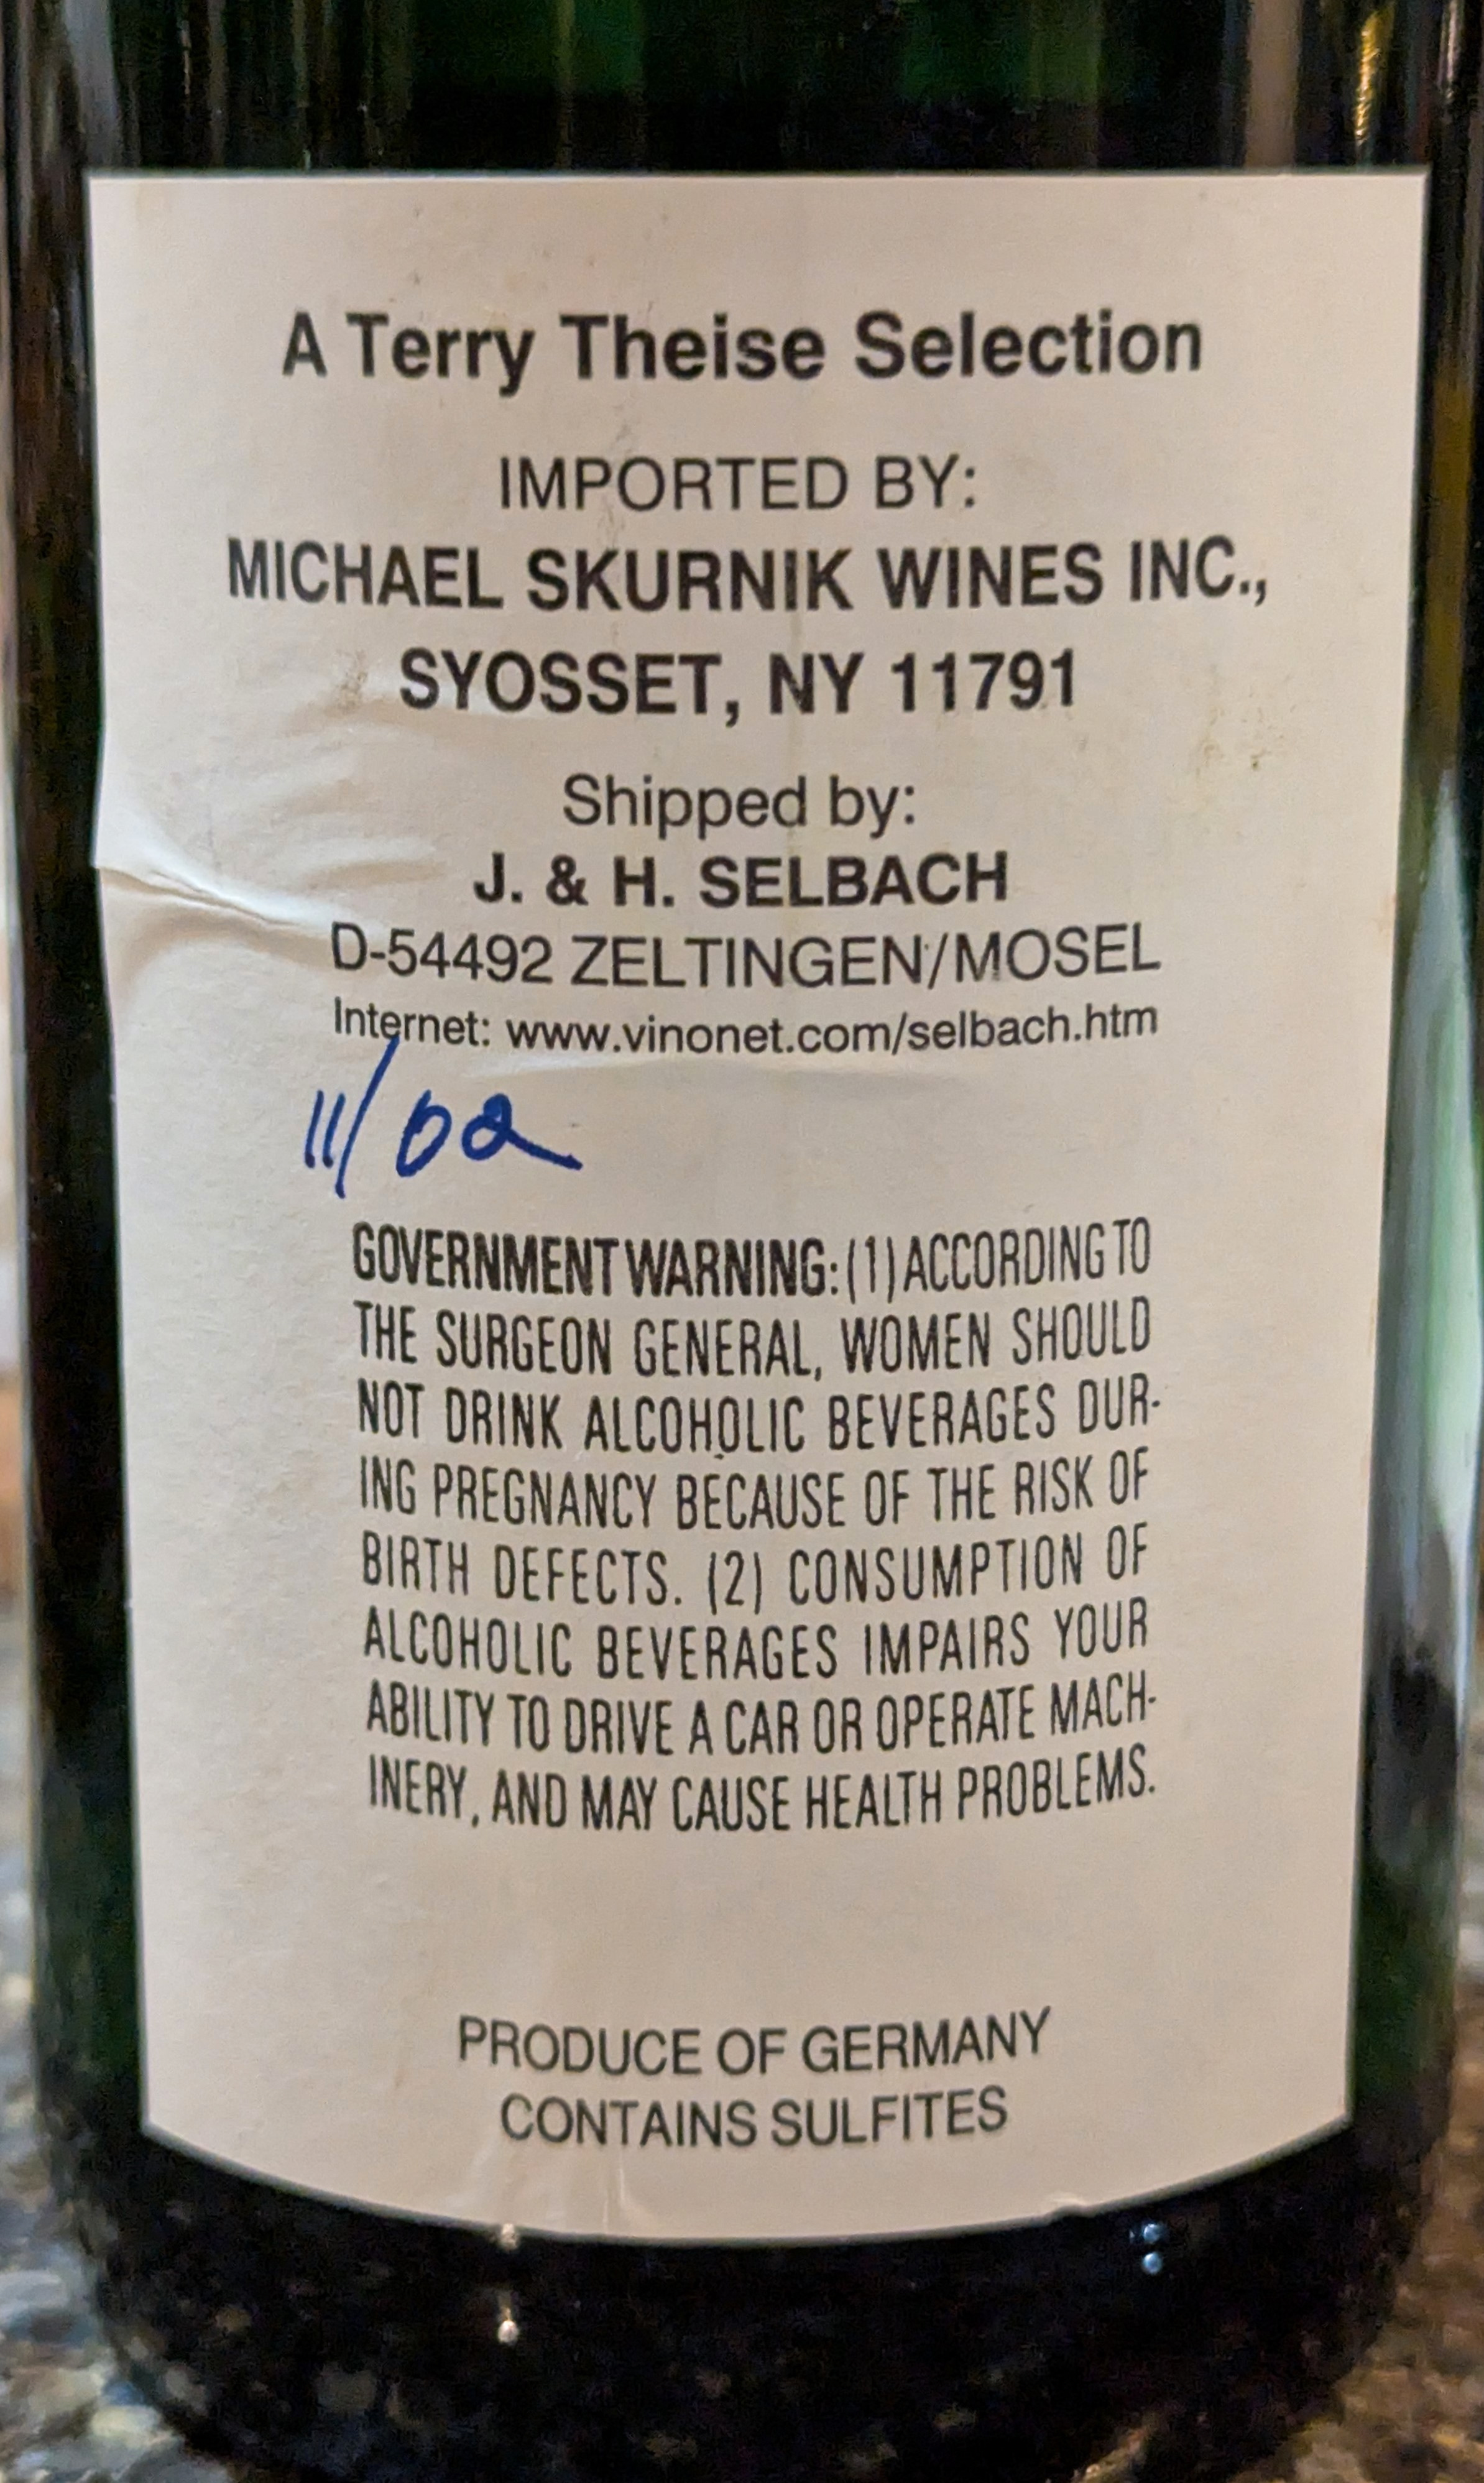 A Terry Theise Selection
IMPORTED BY:
MICHAEL SKURNIK WINES INC.,
SYOSSET, NY 11791
Shipped by:
J. & H. SELBACH
D-54492 ZELTINGEN/MOSEL
Internet: www.vinonet.com/selbach.htm
11/02
GOVERNMENT WARNING: (1) ACCORDING TO
THE SURGEON GENERAL, WOMEN SHOULD
NOT DRINK ALCOHOLIC BEVERAGES DUR-
ING PREGNANCY BECAUSE OF THE RISK OF
BIRTH DEFECTS. (2) CONSUMPTION OF
ALCOHOLIC BEVERAGES IMPAIRS YOUR
ABILITY TO DRIVE A CAR OR OPERATE MACH-
INERY, AND MAY CAUSE HEALTH PROBLEMS.
PRODUCE OF GERMANY
CONTAINS SULFITES